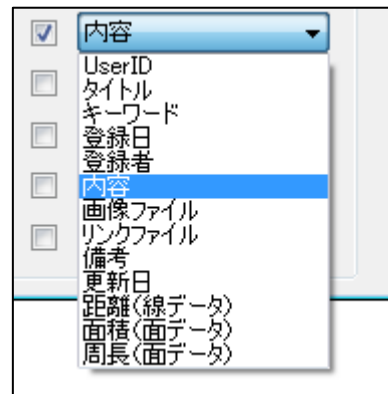 内容
UserID
タイトル
キーワード
登録日
登録者
内容
画像ファイル
リンクファイル
備考
更新日
距離(線データ)
面積(面データ)
周長(面データ)